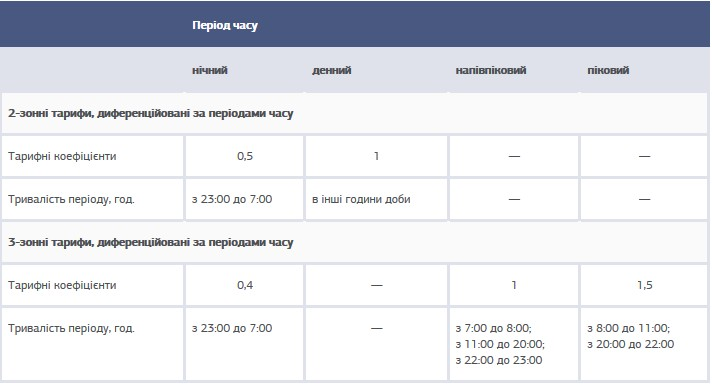 Період часу
нічний денний напівпіковий піковий
2-зонні тарифи, диференційовані за періодами часу
Тарифні коефіцієнти 0,5 1 — —
Тривалість періоду, год. з 23:00 до 7:00 в інші години доби — —
3-зонні тарифи, диференційовані за періодами часу
Тарифні коефіцієнти 0,4 — 1 1,5
Тривалість періоду, год. з 23:00 до 7:00 — з 7:00 до 8:00; з 8:00 до 11:00;
з 11:00 до 20:00; з 20:00 до 22:00
з 22:00 до 23:00